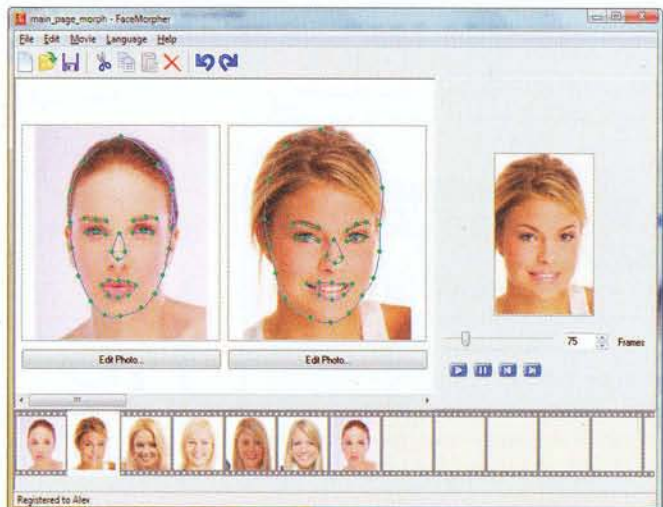 main_page_morph - FaceMorpher
File Edit Movie Language Help
Edit Photo...
Edit Photo...
75 Frames
Registered to Alex